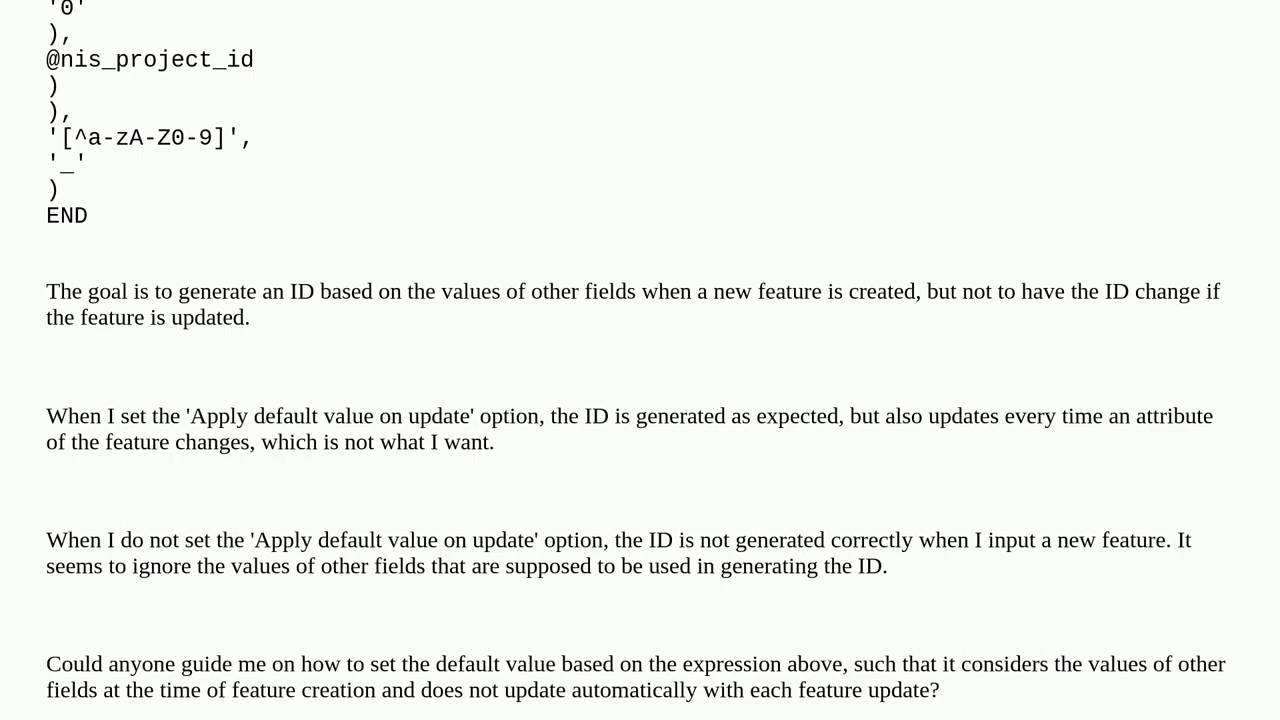 '0'
),
@nis_project_id
)
),
'[^a-zA-Z0-9]',
'_'
)
END
The goal is to generate an ID based on the values of other fields when a new feature is created, but not to have the ID change if
the feature is updated.
When I set the 'Apply default value on update' option, the ID is generated as expected, but also updates every time an attribute
of the feature changes, which is not what I want.
When I do not set the 'Apply default value on update' option, the ID is not generated correctly when I input a new feature. It
seems to ignore the values of other fields that are supposed to be used in generating the ID.
Could anyone guide me on how to set the default value based on the expression above, such that it considers the values of other
fields at the time of feature creation and does not update automatically with each feature update?